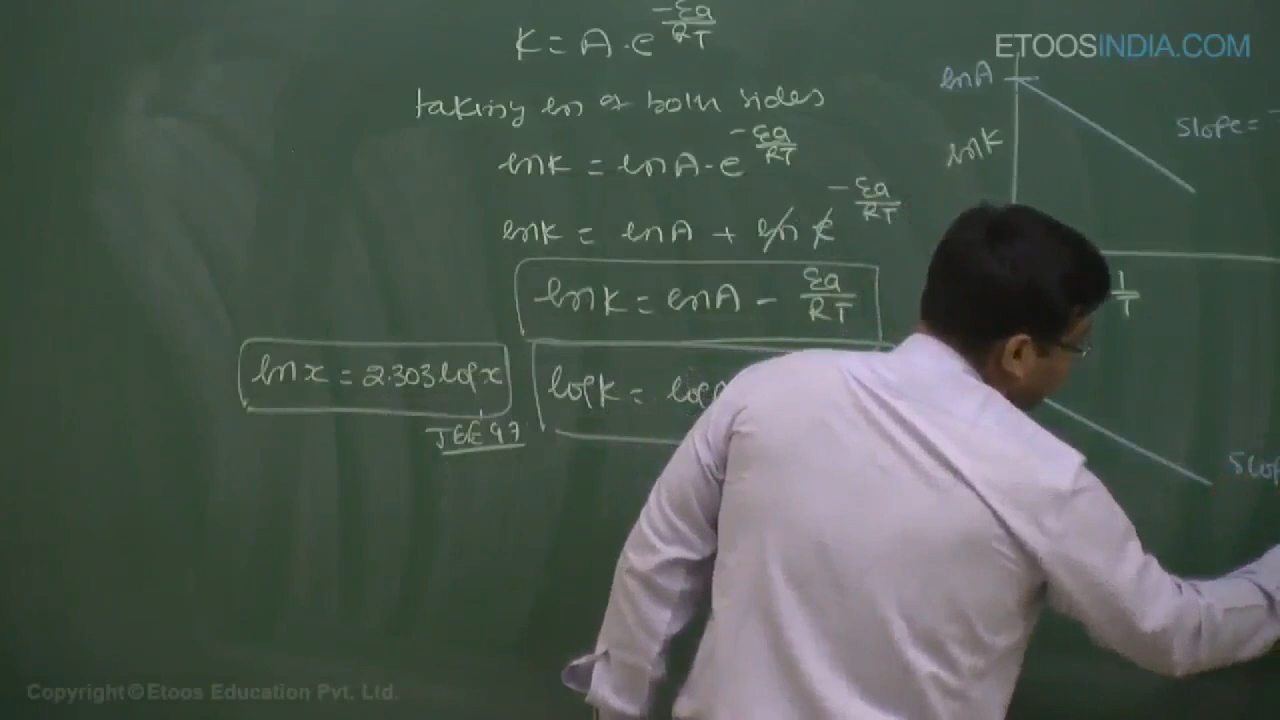 K = A · e^(-Ea/RT)
ETOOSINDIA.COM
taking ln of both sides
lnK = lnA · e^(-Ea/RT)
lnK = lnA + ln e^(-Ea/RT)
lnK = lnA - Ea/RT
lnx = 2.303 logx
JEE 97
logK = log
lnA
lnK
Slope = -
1/T
Slop
Copyright © Etoos Education Pvt. Ltd.